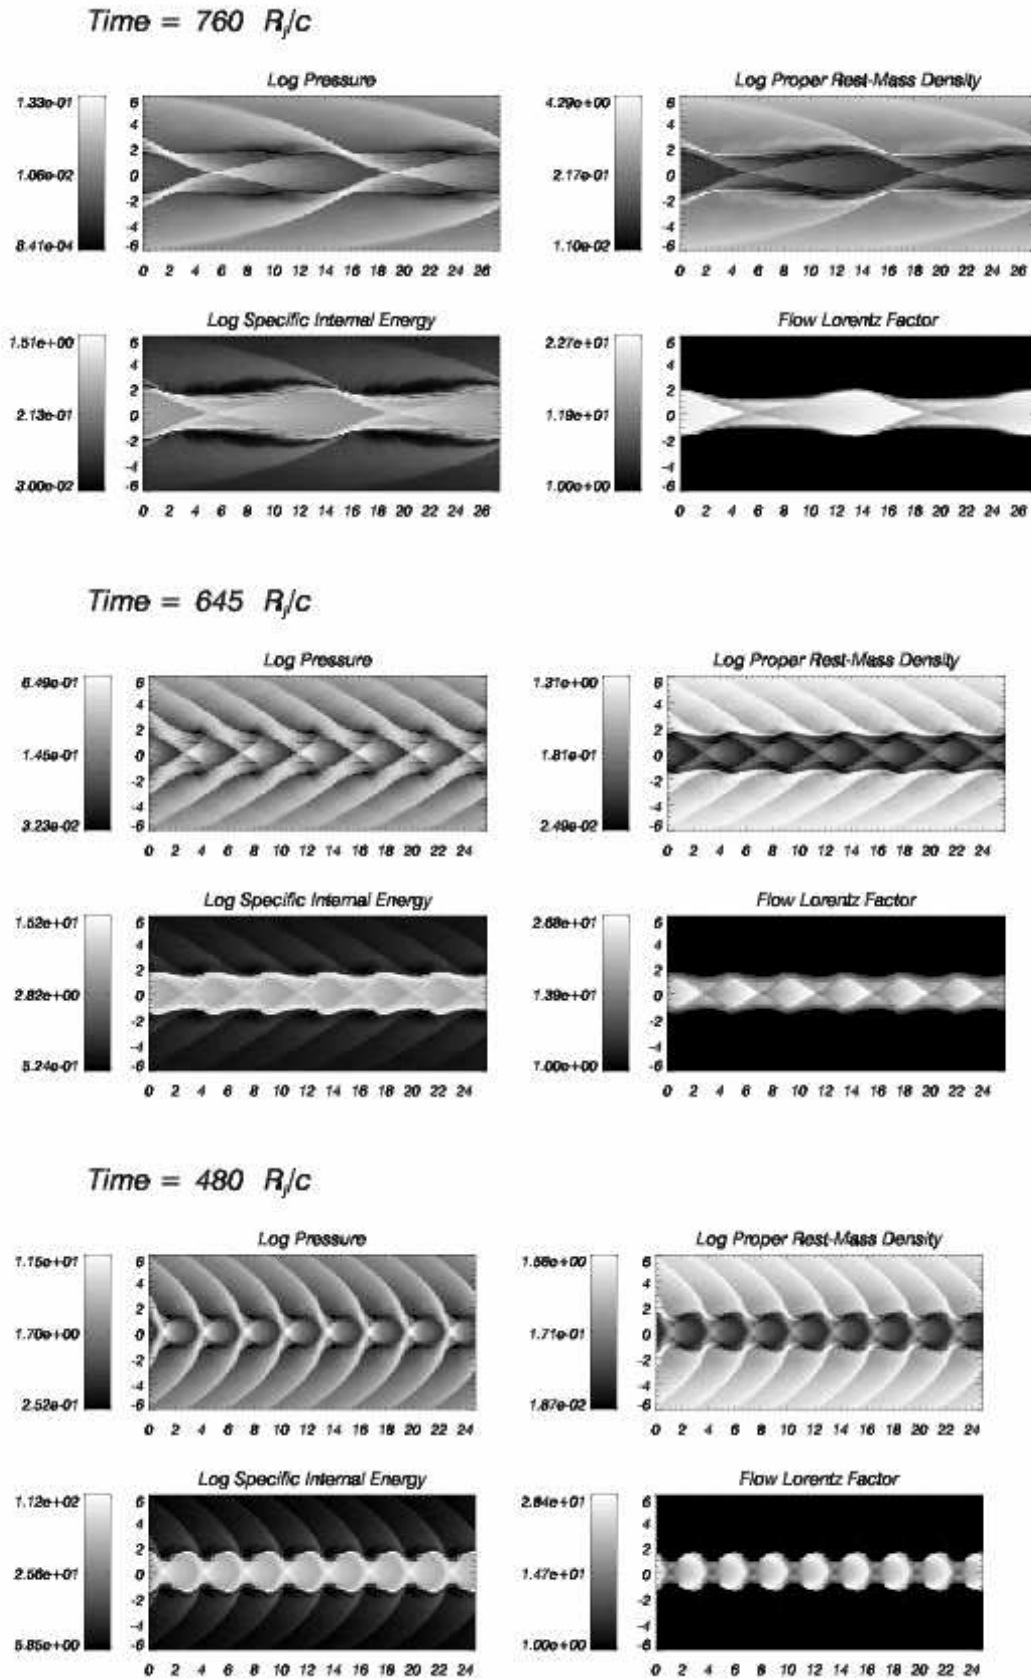 Time = 760 Rj/c
Log Pressure
Log Proper Rest-Mass Density
1.33e-01
1.06e-02
8.41e-04
6
4
2
0
-2
-4
-6
0 2 4 6 8 10 12 14 16 18 20 22 24 26
4.29e+00
2.17e-01
1.10e-02
6
4
2
0
-2
-4
-6
0 2 4 6 8 10 12 14 16 18 20 22 24 26
Log Specific Internal Energy
Flow Lorentz Factor
1.51e+00
2.13e-01
3.00e-02
6
4
2
0
-2
-4
-6
0 2 4 6 8 10 12 14 16 18 20 22 24 26
2.27e+01
1.19e+01
1.00e+00
6
4
2
0
-2
-4
-6
0 2 4 6 8 10 12 14 16 18 20 22 24 26
Time = 645 Rj/c
Log Pressure
Log Proper Rest-Mass Density
6.49e-01
1.45e-01
3.23e-02
6
4
2
0
-2
-4
-6
0 2 4 6 8 10 12 14 16 18 20 22 24
1.31e+00
1.81e-01
2.49e-02
6
4
2
0
-2
-4
-6
0 2 4 6 8 10 12 14 16 18 20 22 24
Log Specific Internal Energy
Flow Lorentz Factor
1.52e+01
2.82e+00
5.24e-01
6
4
2
0
-2
-4
-6
0 2 4 6 8 10 12 14 16 18 20 22 24
2.68e+01
1.39e+01
1.00e+00
6
4
2
0
-2
-4
-6
0 2 4 6 8 10 12 14 16 18 20 22 24
Time = 480 Rj/c
Log Pressure
Log Proper Rest-Mass Density
1.15e+01
1.70e+00
2.52e-01
6
4
2
0
-2
-4
-6
0 2 4 6 8 10 12 14 16 18 20 22 24
1.56e+00
1.71e-01
1.87e-02
6
4
2
0
-2
-4
-6
0 2 4 6 8 10 12 14 16 18 20 22 24
Log Specific Internal Energy
Flow Lorentz Factor
1.12e+02
2.56e+01
5.85e+00
6
4
2
0
-2
-4
-6
0 2 4 6 8 10 12 14 16 18 20 22 24
2.84e+01
1.47e+01
1.00e+00
6
4
2
0
-2
-4
-6
0 2 4 6 8 10 12 14 16 18 20 22 24